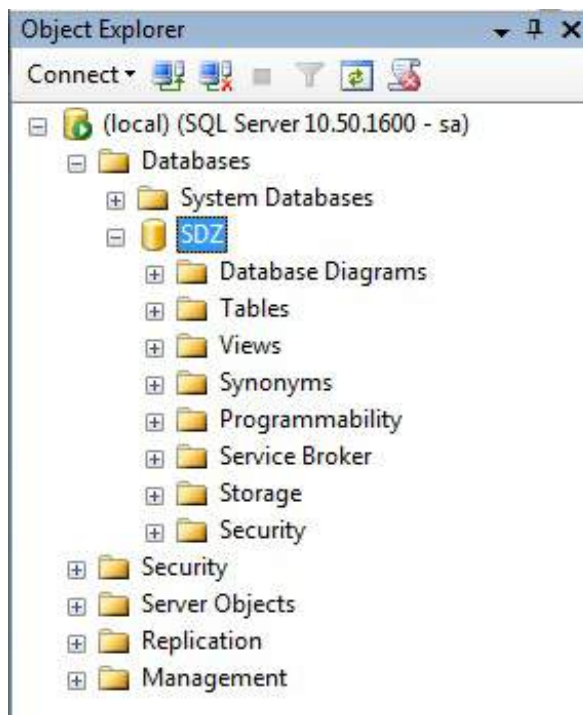 Object Explorer
Connect
(local) (SQL Server 10.50.1600 - sa)
Databases
System Databases
SDZ
Database Diagrams
Tables
Views
Synonyms
Programmability
Service Broker
Storage
Security
Security
Server Objects
Replication
Management